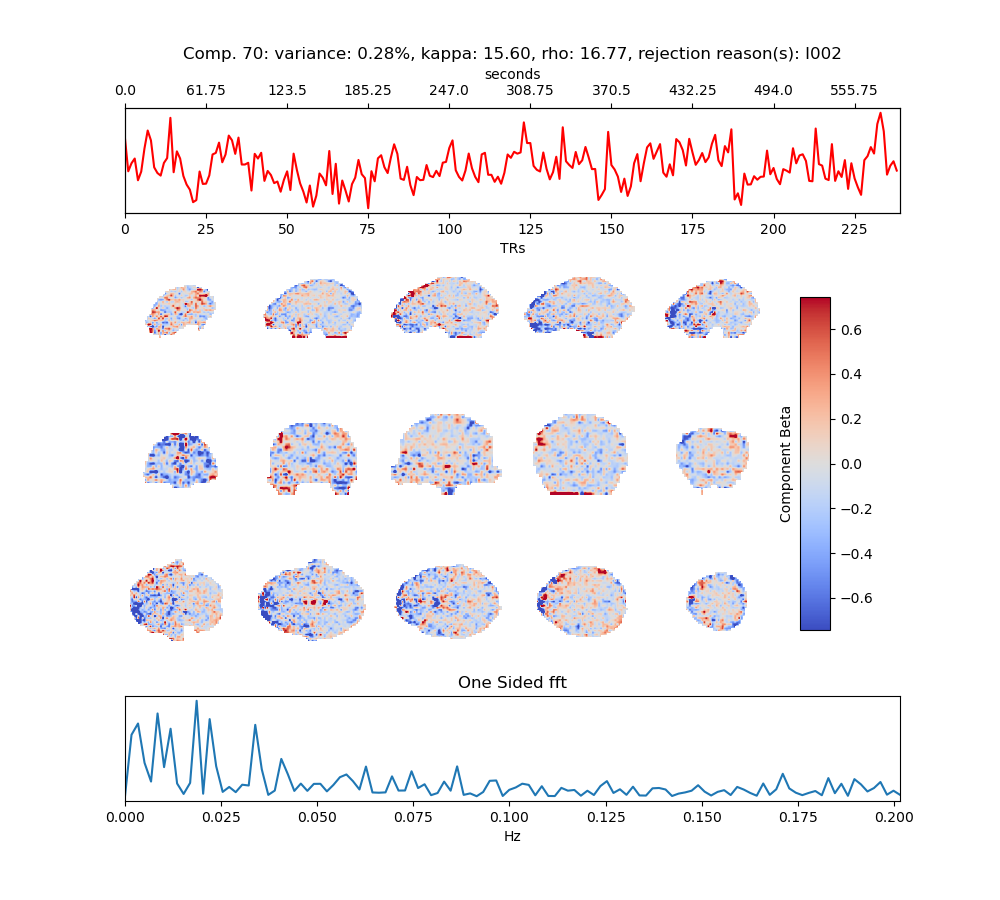 Comp. 70: variance: 0.28%, kappa: 15.60, rho: 16.77, rejection reason(s): I002
seconds
0.0 61.75 123.5 185.25 247.0 308.75 370.5 432.25 494.0 555.75
0 25 50 75 100 125 150 175 200 225
TRs
Component Beta
0.6
0.4
0.2
0.0
−0.2
−0.4
−0.6
One Sided fft
0.000 0.025 0.050 0.075 0.100 0.125 0.150 0.175 0.200
Hz